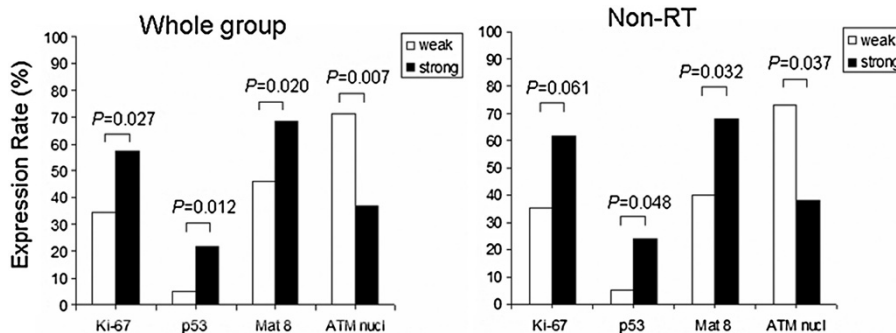 Whole group
Expression Rate (%)
100
90
80
70
60
50
40
30
20
10
0
weak
strong
P=0.027
P=0.012
P=0.020
P=0.007
Ki-67
p53
Mat 8
ATM nucl
Non-RT
100
90
80
70
60
50
40
30
20
10
0
weak
strong
P=0.061
P=0.048
P=0.032
P=0.037
Ki-67
p53
Mat 8
ATM nucl